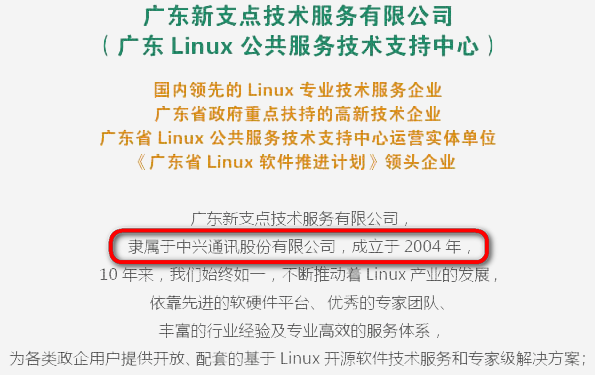 广东新支点技术服务有限公司
（广东 Linux 公共服务技术支持中心）
国内领先的 Linux 专业技术服务企业
广东省政府重点扶持的高新技术企业
广东省 Linux 公共服务技术支持中心运营实体单位
《广东省 Linux 软件推进计划》领头企业
广东新支点技术服务有限公司，
隶属于中兴通讯股份有限公司，成立于 2004 年，
10 年来，我们始终如一，不断推动着 Linux 产业的发展，
依靠先进的软硬件平台、优秀的专家团队、
丰富的行业经验及专业高效的服务体系，
为各类政企用户提供开放、配套的基于 Linux 开源软件技术服务和专家级解决方案；